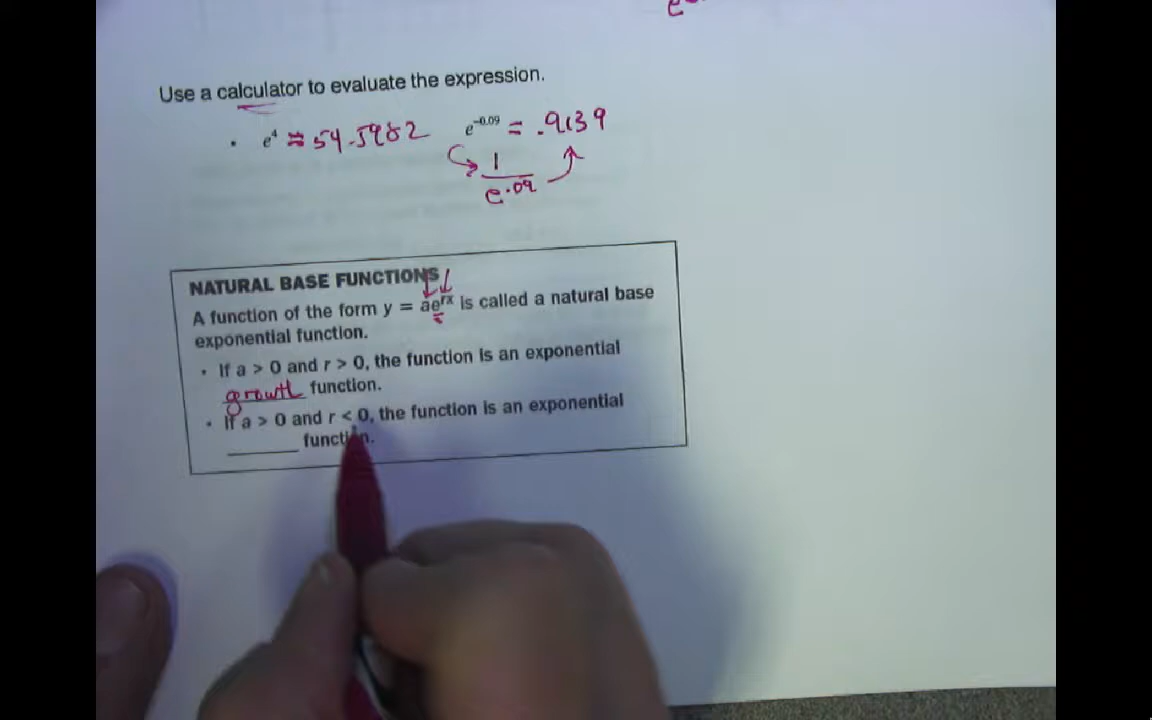 Use a calculator to evaluate the expression.
• e⁴ ≈ 54.5982 e^-0.09 = .9139
1
e^.09
NATURAL BASE FUNCTIONS
A function of the form y = ae^rx is called a natural base
exponential function.
• If a > 0 and r > 0, the function is an exponential
growth function.
• If a > 0 and r < 0, the function is an exponential
______ function.